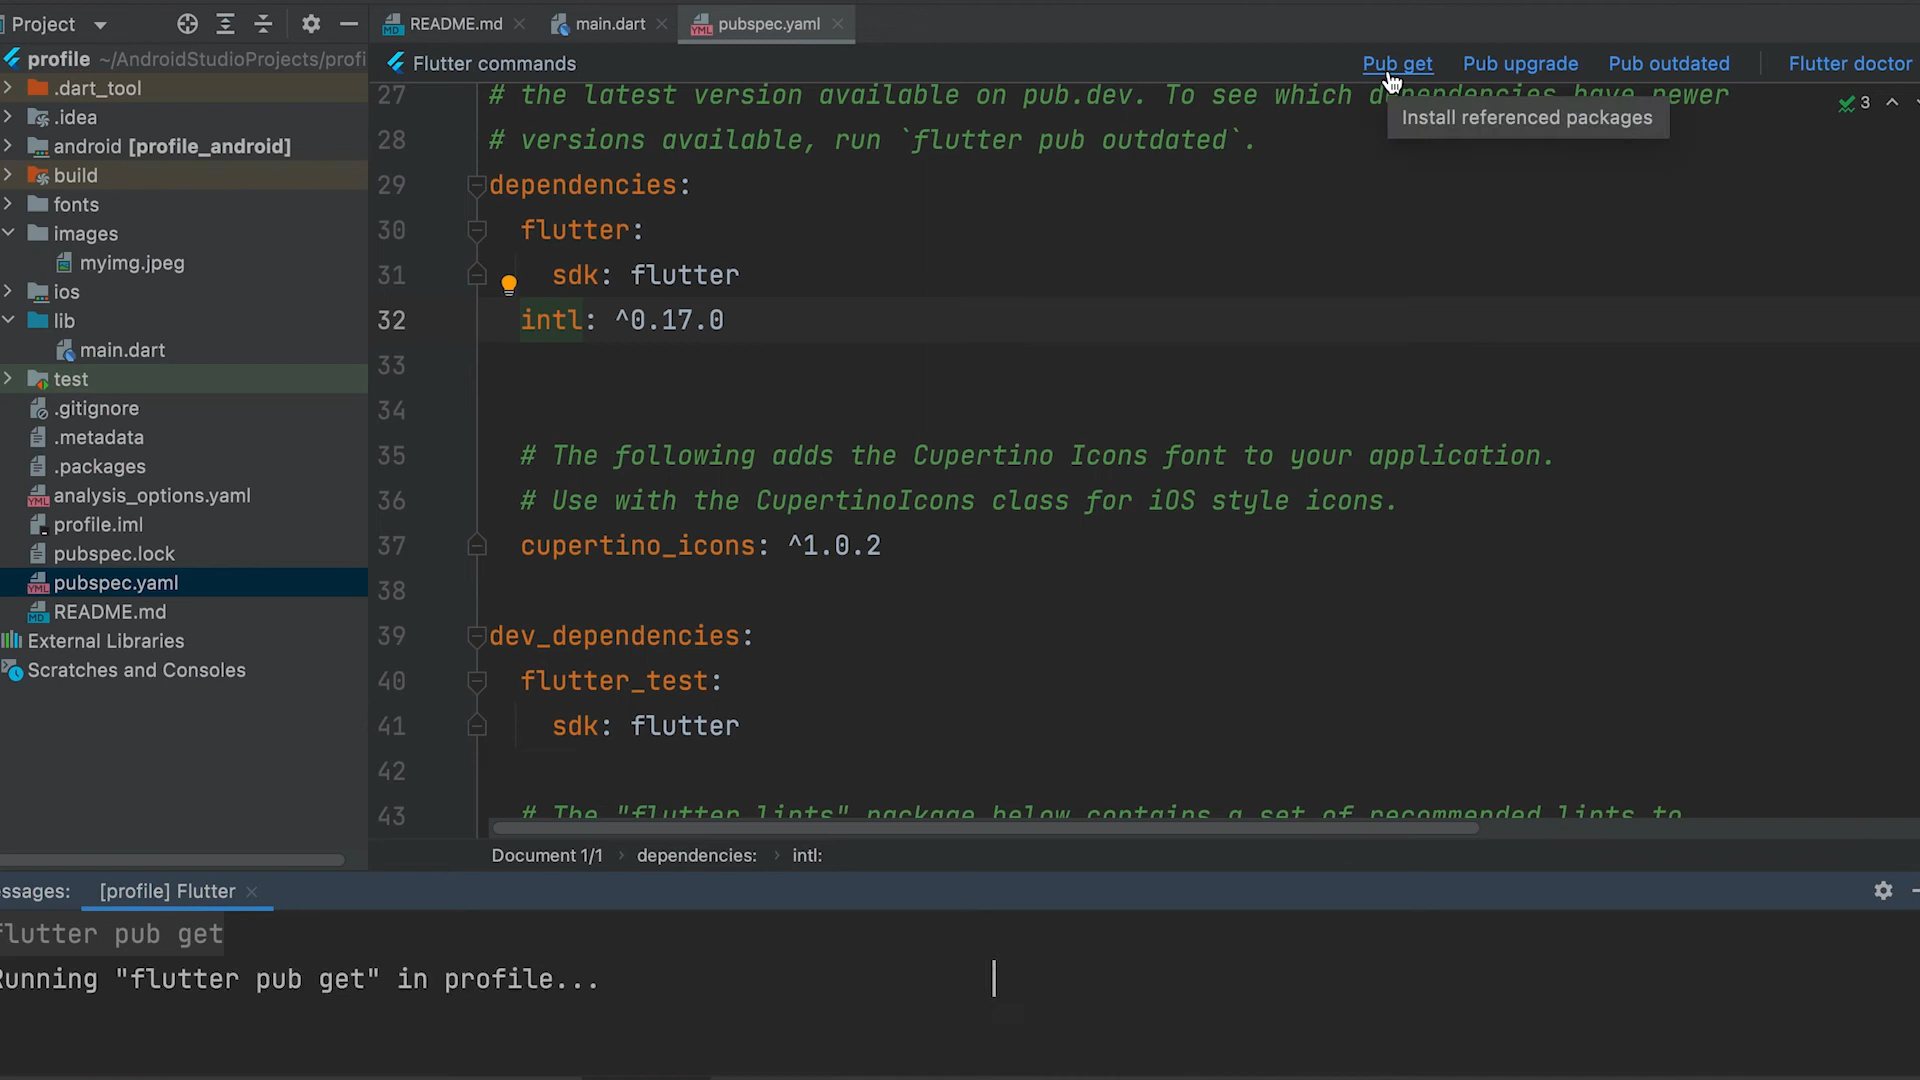 Project
README.md
main.dart
pubspec.yaml
profile ~/AndroidStudioProjects/profi
Flutter commands
Pub get
Pub upgrade
Pub outdated
Flutter doctor
.dart_tool
.idea
android [profile_android]
build
fonts
images
myimg.jpeg
ios
lib
main.dart
test
.gitignore
.metadata
.packages
analysis_options.yaml
profile.iml
pubspec.lock
pubspec.yaml
README.md
External Libraries
Scratches and Consoles
27 # the latest version available on pub.dev. To see which dependencies have newer
3
Install referenced packages
28 # versions available, run `flutter pub outdated`.
29 dependencies:
30 flutter:
31 sdk: flutter
32 intl: ^0.17.0
33
34
35 # The following adds the Cupertino Icons font to your application.
36 # Use with the CupertinoIcons class for iOS style icons.
37 cupertino_icons: ^1.0.2
38
39 dev_dependencies:
40 flutter_test:
41 sdk: flutter
42
43 # The "flutter_lints" package below contains a set of recommended lints to
Document 1/1 › dependencies: › intl:
ssages:
[profile] Flutter
flutter pub get
Running "flutter pub get" in profile...